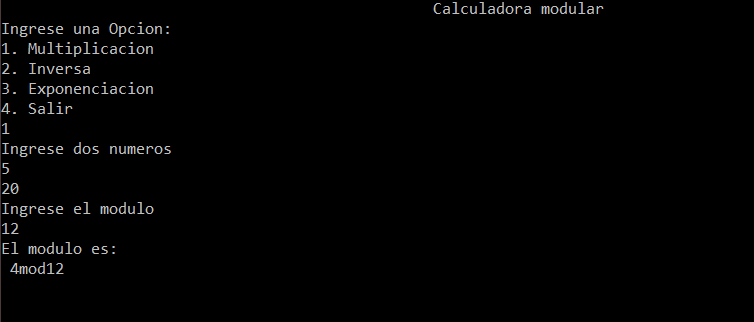 Calculadora modular
Ingrese una Opcion:
1. Multiplicacion
2. Inversa
3. Exponenciacion
4. Salir
1
Ingrese dos numeros
5
20
Ingrese el modulo
12
El modulo es:
4mod12